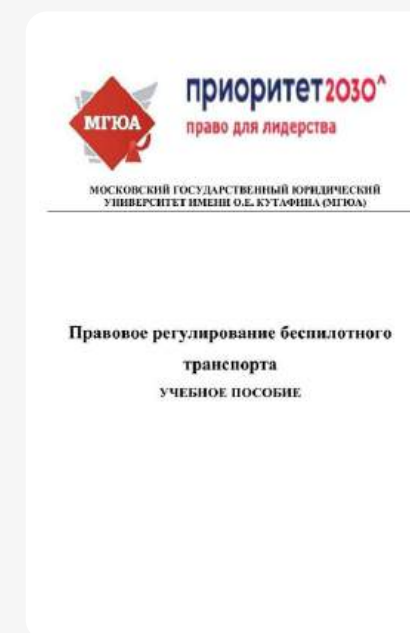 МГЮА
приоритет2030^
право для лидерства
МОСКОВСКИЙ ГОСУДАРСТВЕННЫЙ ЮРИДИЧЕСКИЙ
УНИВЕРСИТЕТ ИМЕНИ О.Е. КУТАФИНА (МГЮА)
Правовое регулирование беспилотного
транспорта
УЧЕБНОЕ ПОСОБИЕ